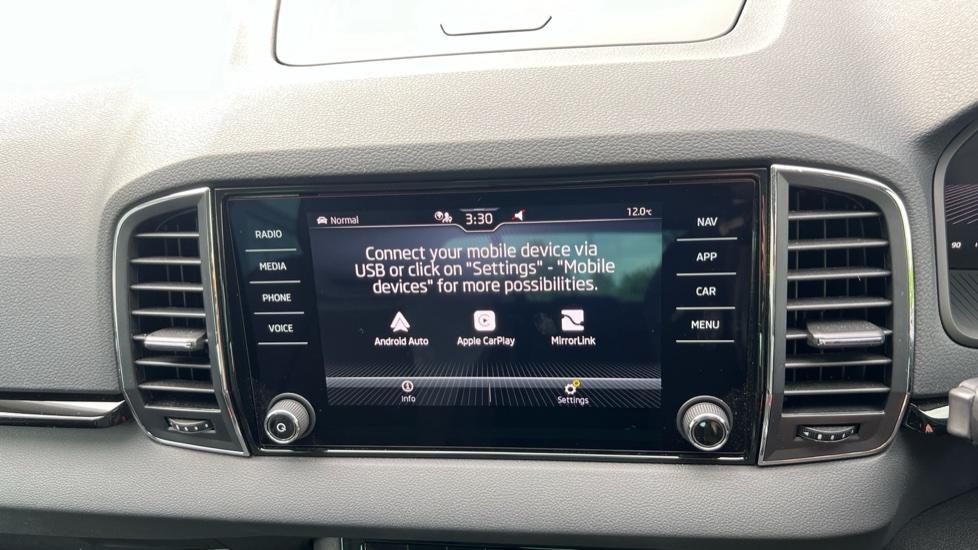 Normal
3:30
12.0°c
RADIO
MEDIA
PHONE
VOICE
Connect your mobile device via
USB or click on "Settings" - "Mobile
devices" for more possibilities.
Android Auto
Apple CarPlay
MirrorLink
Info
Settings
NAV
APP
CAR
MENU
90